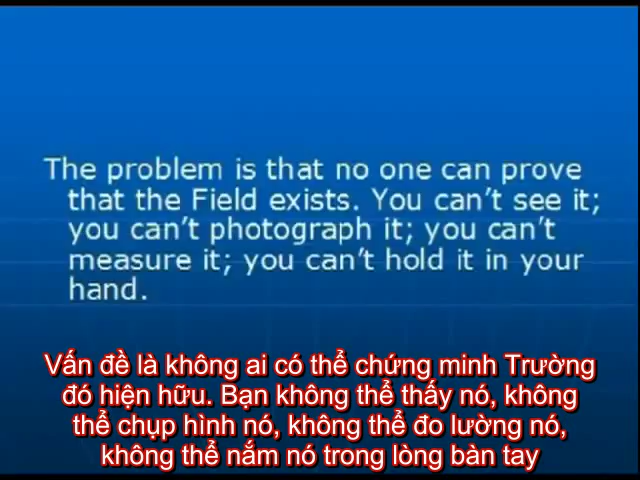 The problem is that no one can prove
that the Field exists. You can't see it;
you can't photograph it; you can't
measure it; you can't hold it in your
hand.
Vấn đề là không ai có thể chứng minh Trường
đó hiện hữu. Bạn không thể thấy nó, không
thể chụp hình nó, không thể đo lường nó,
không thể nắm nó trong lòng bàn tay